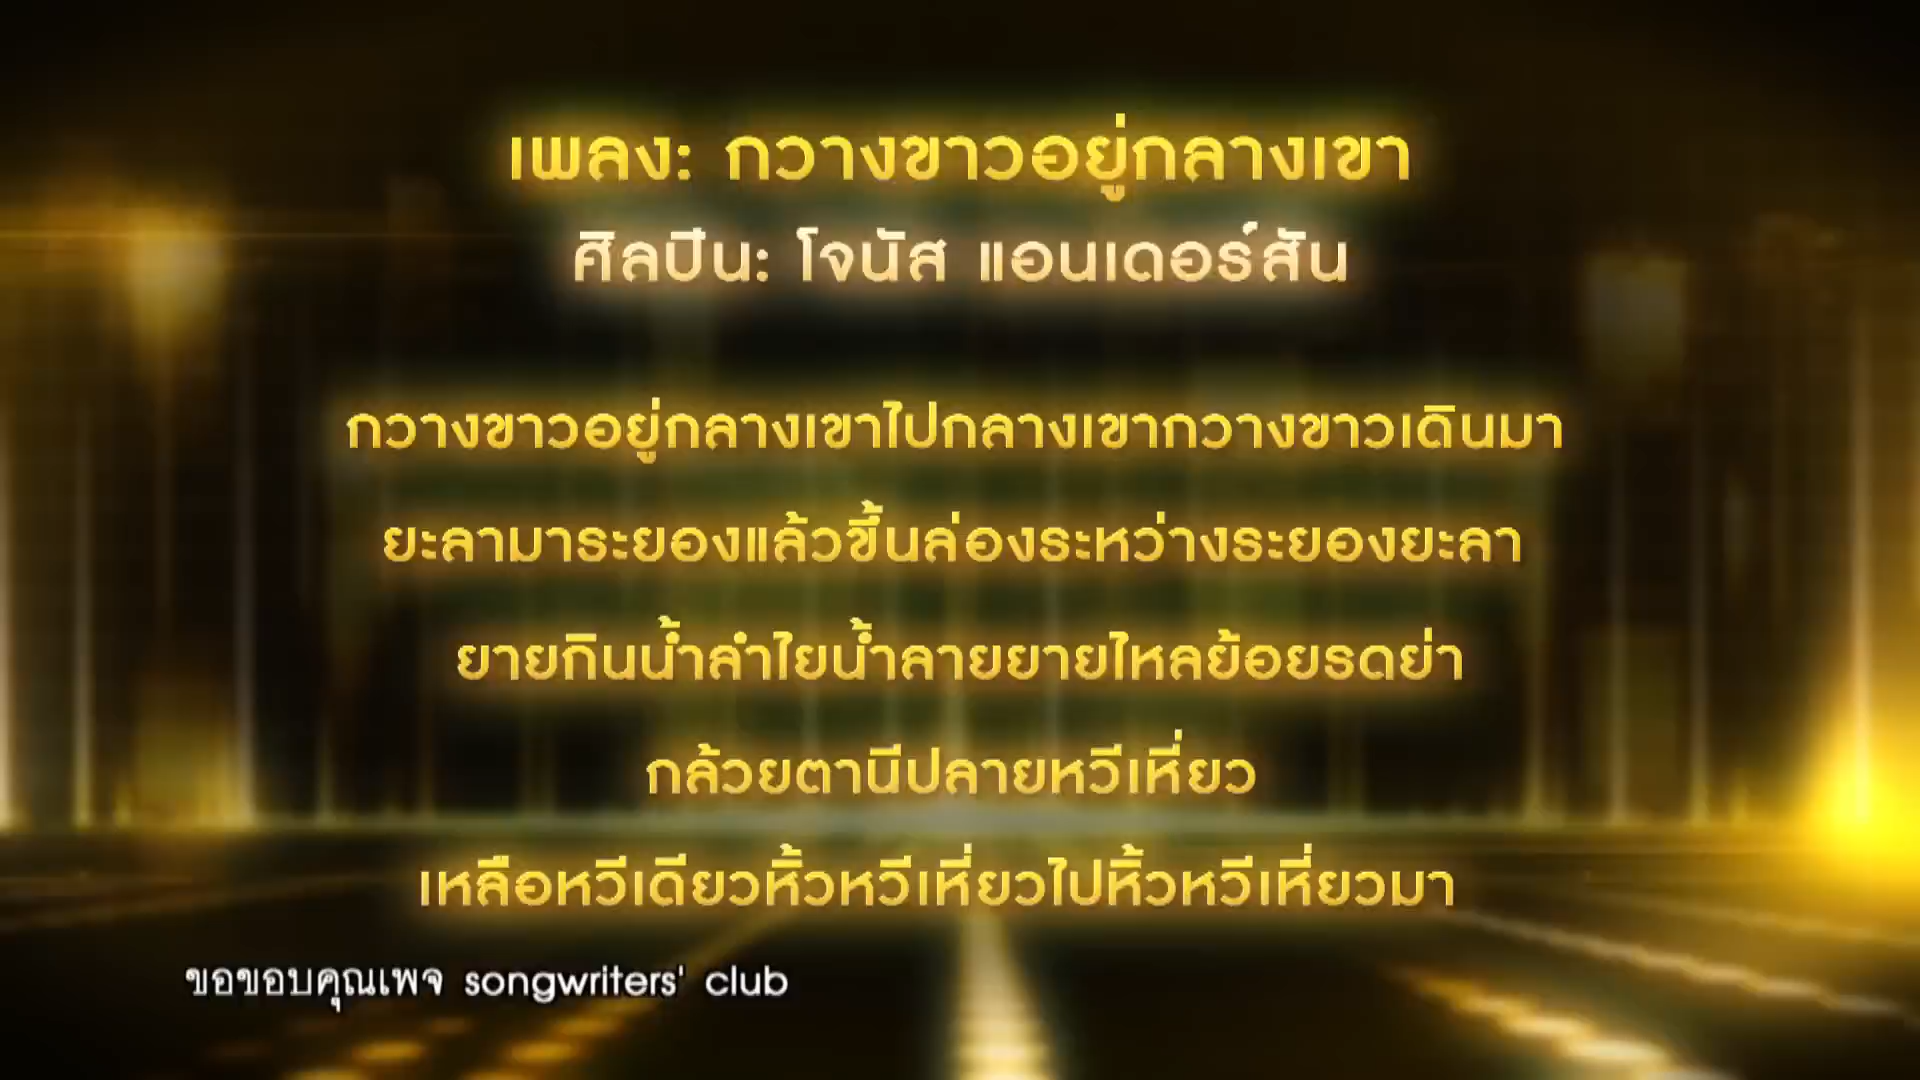 เพลง: กวางขาวอยู่กลางเขา
ศิลปิน: โจนัส แอนเดอร์สัน
กวางขาวอยู่กลางเขาไปกลางเขากวางขาวเดินมา
ยะลามาระยองแล้วขึ้นล่องระหว่างระยองยะลา
ยายกินน้ำลำไยน้ำลายยายไหลย้อยรดย่า
กล้วยตานีปลายหวีเหี่ยว
เหลือหวีเดียวหิ้วหวีเหี่ยวไปหิ้วหวีเหี่ยวมา
ขอขอบคุณเพจ songwriters' club